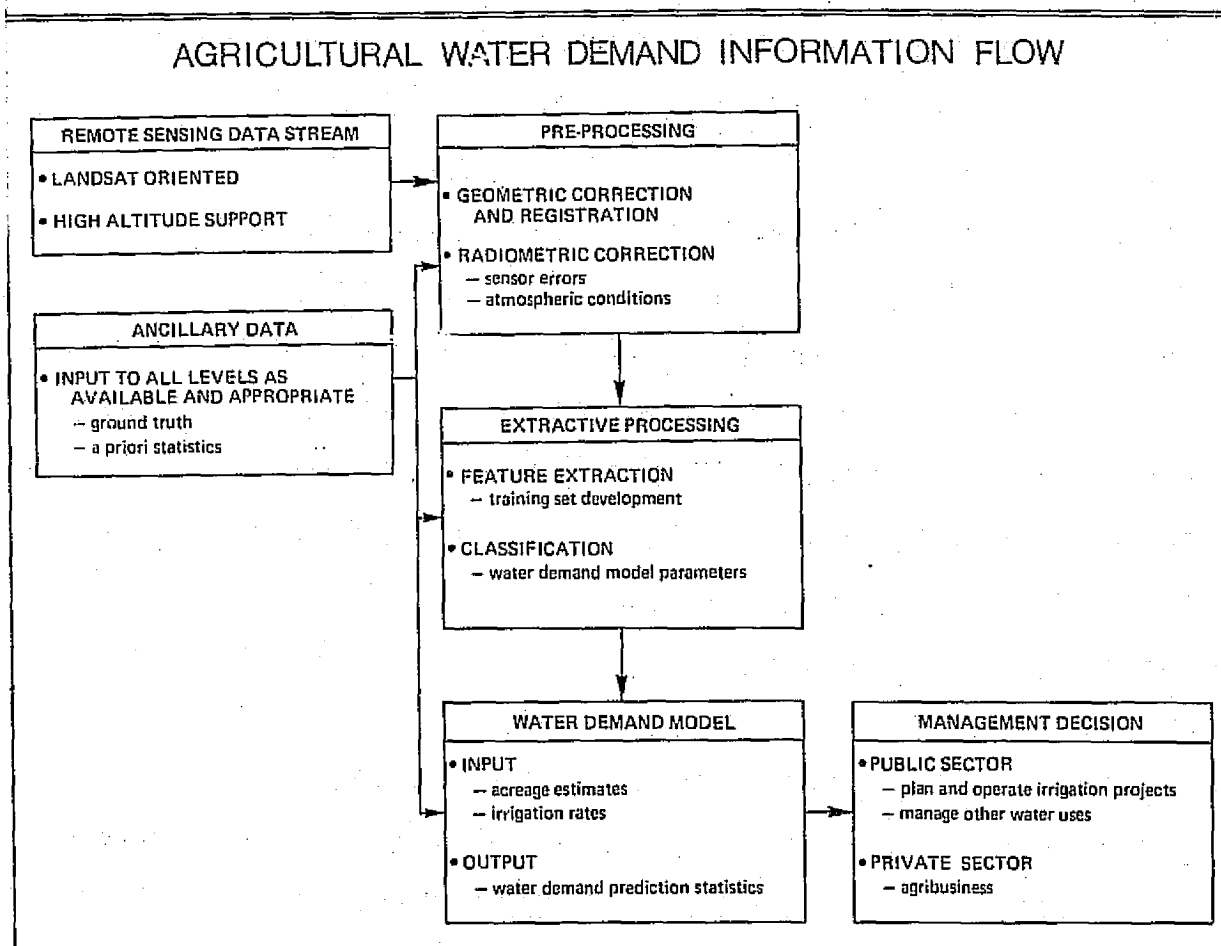 AGRICULTURAL WATER DEMAND INFORMATION FLOW
REMOTE SENSING DATA STREAM
• LANDSAT ORIENTED
• HIGH ALTITUDE SUPPORT
PRE-PROCESSING
• GEOMETRIC CORRECTION
AND REGISTRATION
• RADIOMETRIC CORRECTION
– sensor errors
– atmospheric conditions
ANCILLARY DATA
• INPUT TO ALL LEVELS AS
AVAILABLE AND APPROPRIATE
– ground truth
– a priori statistics
EXTRACTIVE PROCESSING
• FEATURE EXTRACTION
– training set development
• CLASSIFICATION
– water demand model parameters
WATER DEMAND MODEL
• INPUT
– acreage estimates
– irrigation rates
• OUTPUT
– water demand prediction statistics
MANAGEMENT DECISION
• PUBLIC SECTOR
– plan and operate irrigation projects
– manage other water uses
• PRIVATE SECTOR
– agribusiness